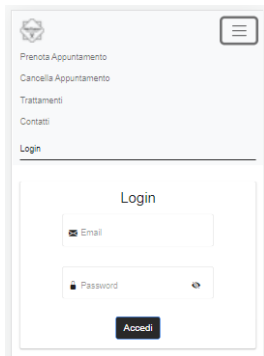 Prenota Appuntamento
Cancella Appuntamento
Trattamenti
Contatti
Login
Login
Email
Password
Accedi